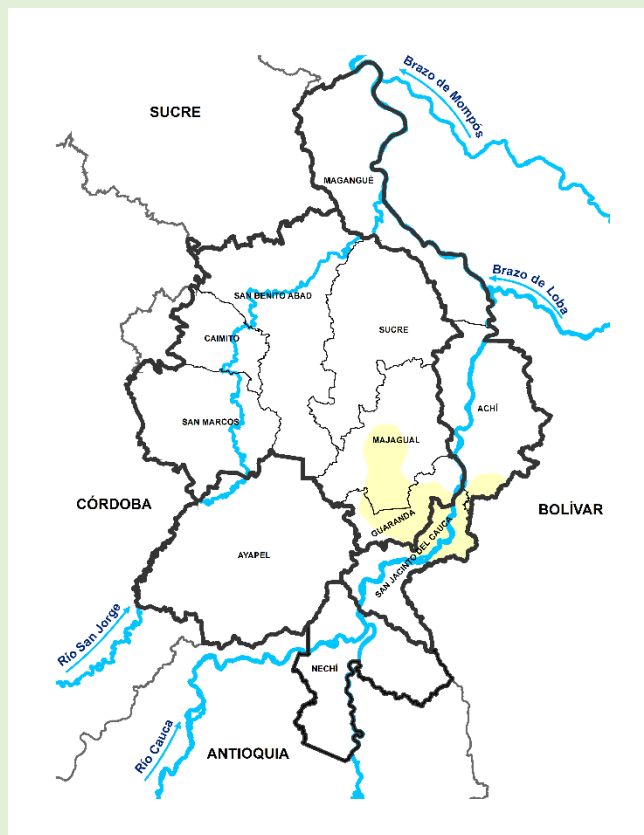 Brazo de Mompós
SUCRE
MAGANGUÉ
Brazo de Loba
SAN BENITO ABAD
SUCRE
CAIMITO
ACHÍ
SAN MARCOS
MAJAGUAL
CÓRDOBA
BOLÍVAR
GUARANDA
AYAPEL
SAN JACINTO DEL CAUCA
Río San Jorge
NECHÍ
Río Cauca
ANTIOQUIA